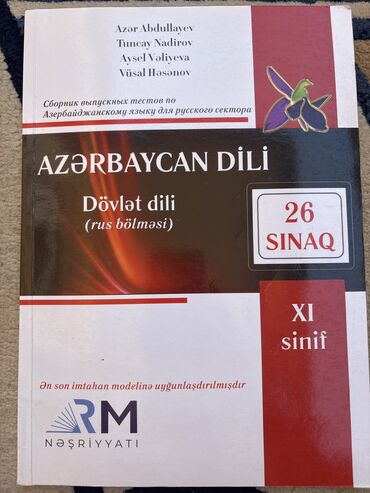 Azər Abdullayev
Tuncay Nadirov
Aysel Vəliyeva
Vüsal Həsənov
Сборник выпускных тестов по
Азербайджанскому языку для русского сектора
AZƏRBAYCAN DİLİ
Dövlət dili
(rus bölməsi)
26
SINAQ
XI
sinif
Ən son imtahan modelinə uyğunlaşdırılmışdır
RM
NƏŞRİYYATI